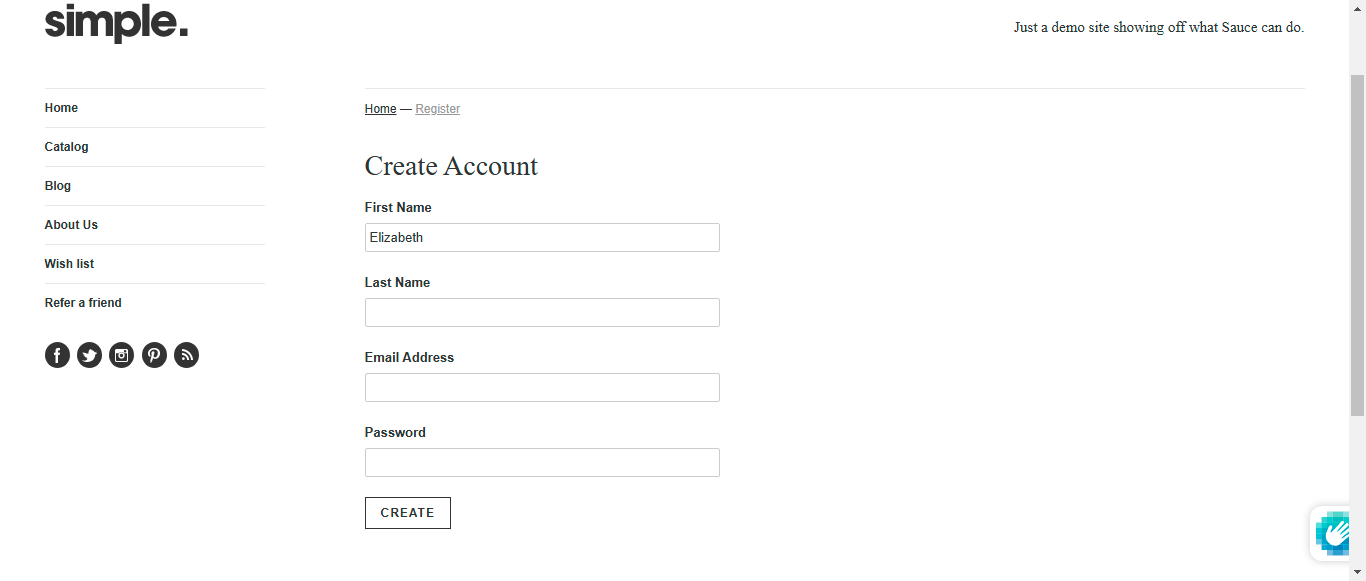 simple.
Just a demo site showing off what Sauce can do.
Home
Catalog
Blog
About Us
Wish list
Refer a friend
Home — Register
Create Account
First Name
Elizabeth
Last Name
Email Address
Password
CREATE